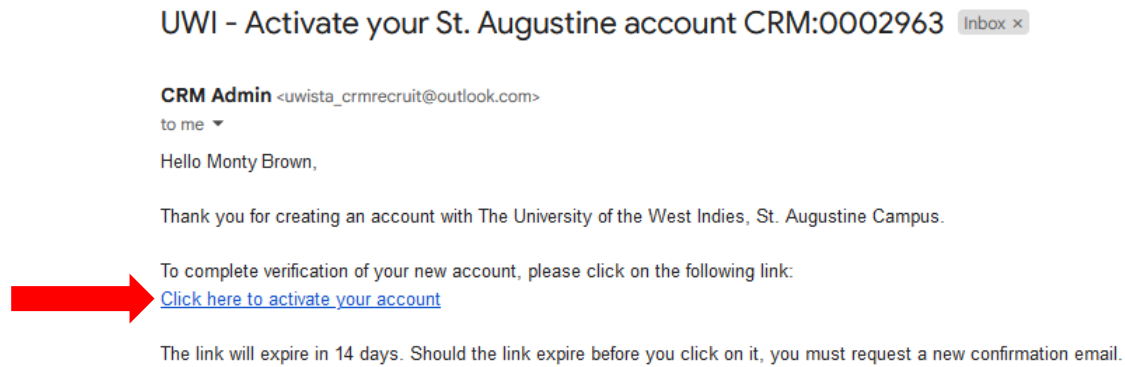 UWI - Activate your St. Augustine account CRM:0002963 Inbox ×
CRM Admin <uwista_crmrecruit@outlook.com>
to me
Hello Monty Brown,
Thank you for creating an account with The University of the West Indies, St. Augustine Campus.
To complete verification of your new account, please click on the following link:
Click here to activate your account
The link will expire in 14 days. Should the link expire before you click on it, you must request a new confirmation email.